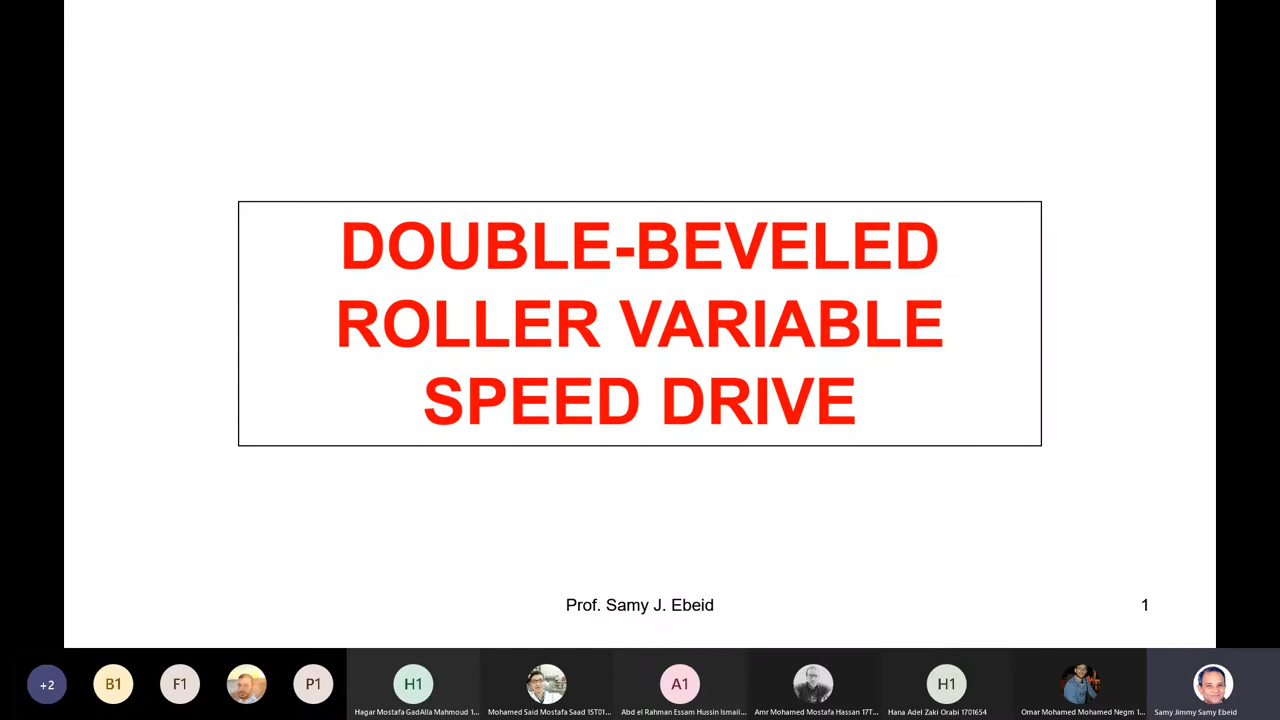 DOUBLE-BEVELED
ROLLER VARIABLE
SPEED DRIVE
Prof. Samy J. Ebeid
1
+2
B1
F1
P1
H1
A1
H1
Hagar Mostafa GadAlla Mahmoud 1...
Mohamed Said Mostafa Saad 15T01...
Abd el Rahman Essam Hussin Ismail...
Amr Mohamed Mostafa Hassan 17T...
Hana Adel Zaki Orabi 1701654
Omar Mohamed Mohamed Negm 1...
Samy Jimmy Samy Ebeid